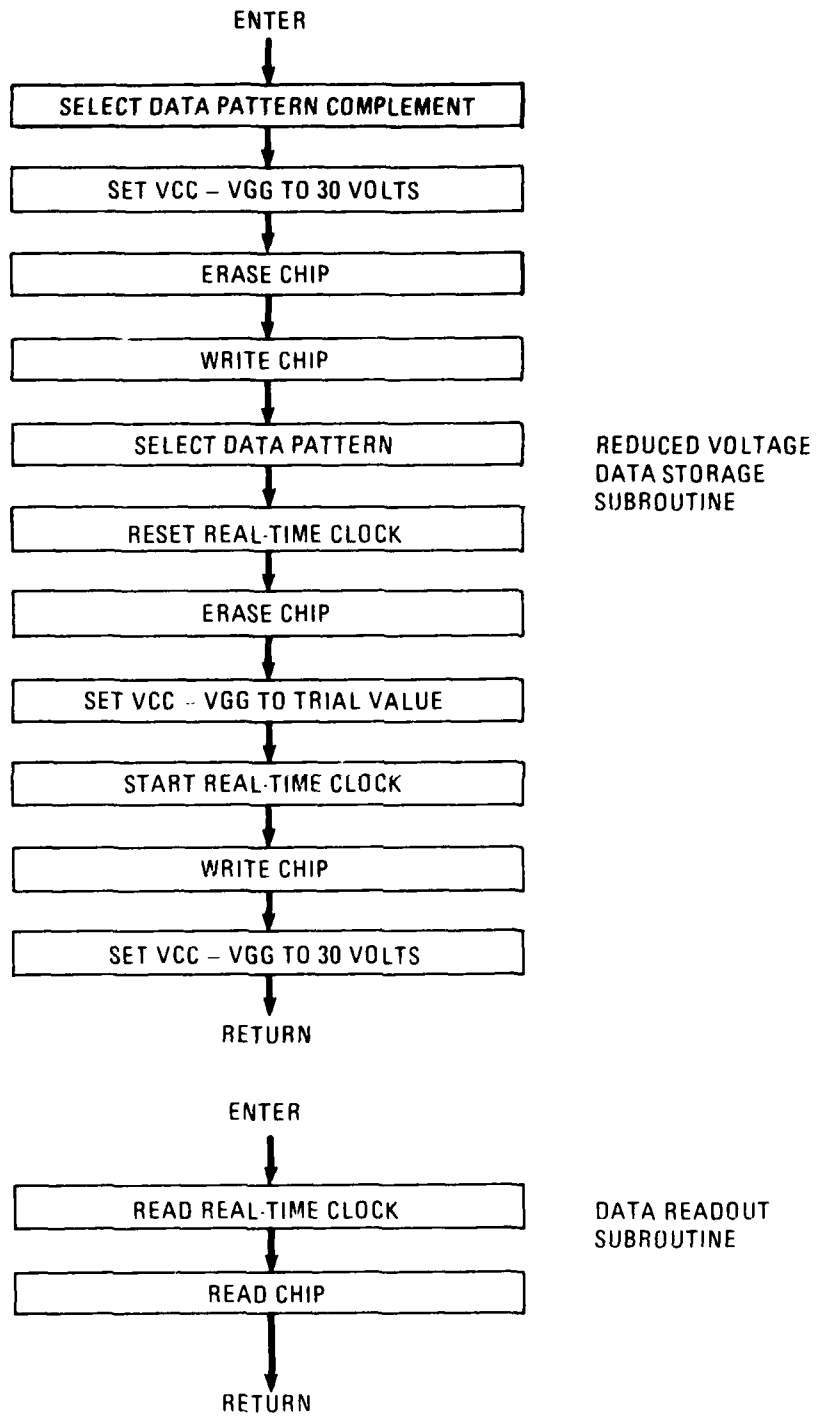 ENTER
SELECT DATA PATTERN COMPLEMENT
SET VCC – VGG TO 30 VOLTS
ERASE CHIP
WRITE CHIP
SELECT DATA PATTERN
REDUCED VOLTAGE
DATA STORAGE
SUBROUTINE
RESET REAL-TIME CLOCK
ERASE CHIP
SET VCC – VGG TO TRIAL VALUE
START REAL-TIME CLOCK
WRITE CHIP
SET VCC – VGG TO 30 VOLTS
RETURN
ENTER
READ REAL-TIME CLOCK
DATA READOUT
SUBROUTINE
READ CHIP
RETURN